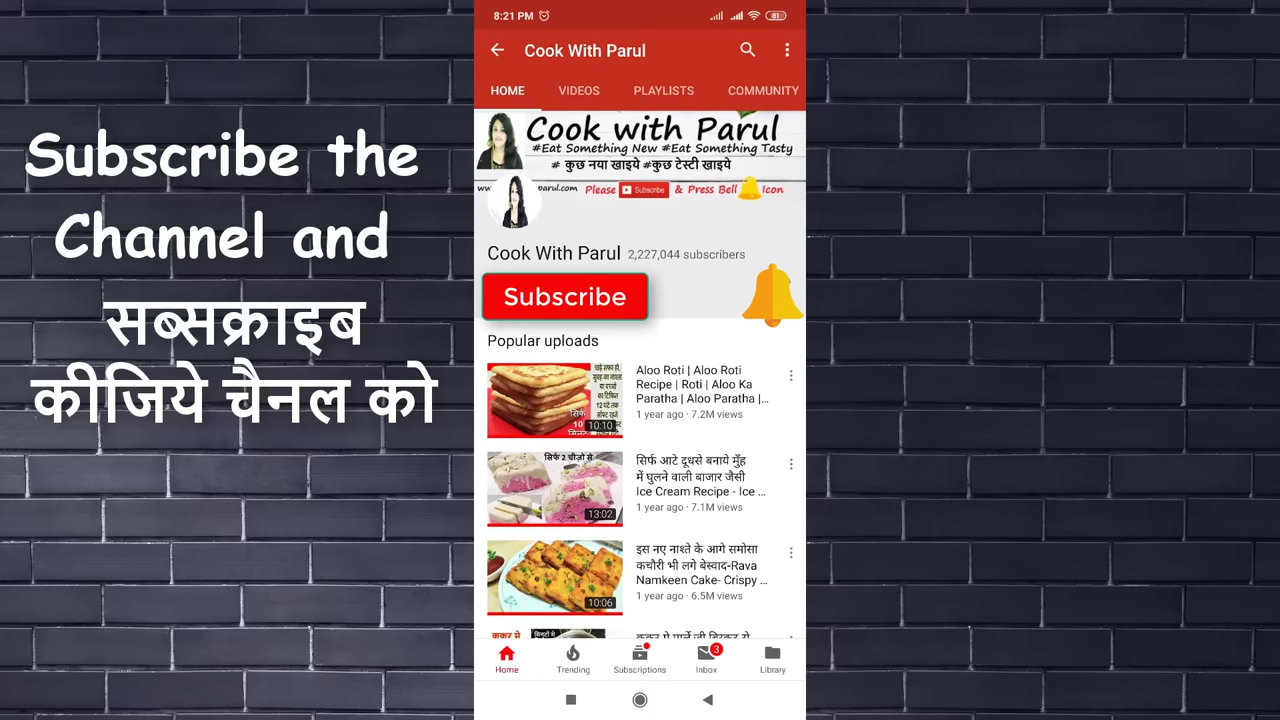 Subscribe the
Channel and
सब्सक्राइब
कीजिये चैनल को
8:21 PM
81
Cook With Parul
HOME VIDEOS PLAYLISTS COMMUNITY
Cook with Parul
#Eat Something New #Eat Something Tasty
# कुछ नया खाइये #कुछ टेस्टी खाइये
Please Subscribe & Press Bell Icon
Cook With Parul 2,227,044 subscribers
Subscribe
Popular uploads
Aloo Roti | Aloo Roti
Recipe | Roti | Aloo Ka
Paratha | Aloo Paratha |...
1 year ago · 7.2M views
सिर्फ
10
10:10
सिर्फ आटे दूधसे बनाये मुँह
में घुलने वाली बाजार जैसी
Ice Cream Recipe - Ice ...
1 year ago · 7.1M views
सिर्फ 2 चीज़ो से
13:02
इस नए नाश्ते के आगे समोसा
कचौरी भी लगे बेस्वाद-Rava
Namkeen Cake- Crispy ...
1 year ago · 6.5M views
10:06
Home Trending Subscriptions Inbox Library
3